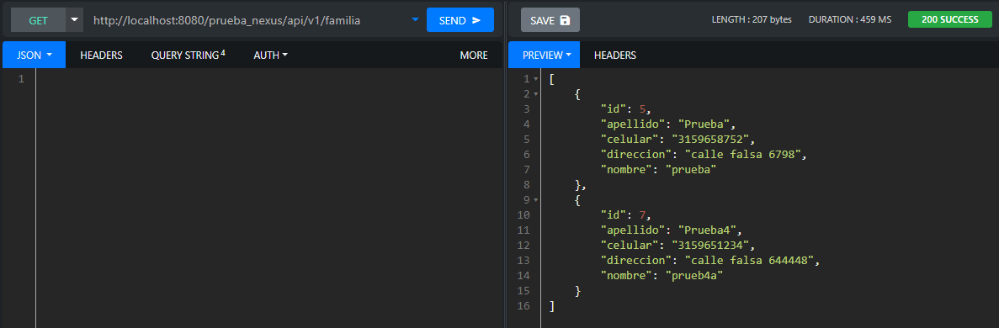 GET http://localhost:8080/prueba_nexus/api/v1/familia SEND
JSON HEADERS QUERY STRING 4 AUTH MORE
1
SAVE LENGTH : 207 bytes DURATION : 459 MS 200 SUCCESS
PREVIEW HEADERS
1 [
2 {
3 "id": 5,
4 "apellido": "Prueba",
5 "celular": "3159658752",
6 "direccion": "calle falsa 6798",
7 "nombre": "prueba"
8 },
9 {
10 "id": 7,
11 "apellido": "Prueba4",
12 "celular": "3159651234",
13 "direccion": "calle falsa 644448",
14 "nombre": "prueb4a"
15 }
16 ]